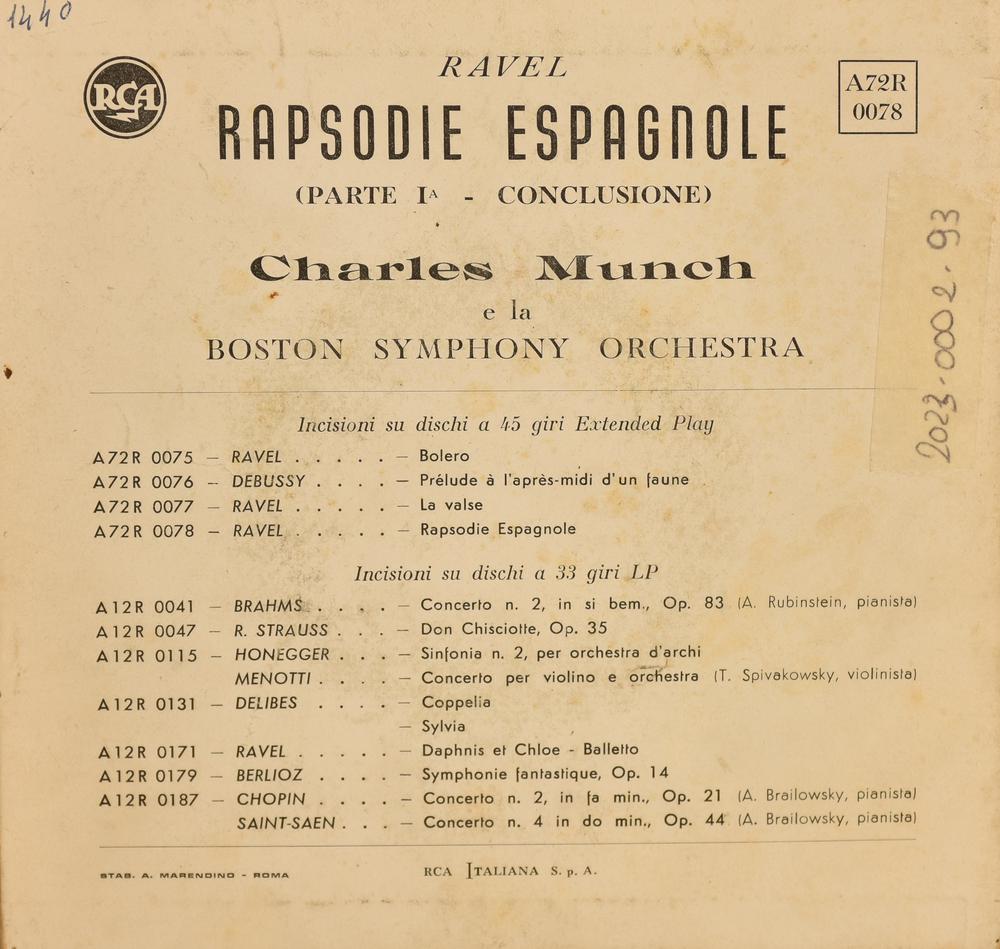 1440
RAVEL
RCA
RAPSODIE ESPAGNOLE
A72R
0078
(PARTE Iᴬ - CONCLUSIONE)
Charles Munch
e la
BOSTON SYMPHONY ORCHESTRA
2023-0002.93
Incisioni su dischi a 45 giri Extended Play
A72R 0075 — RAVEL . . . . . — Bolero
A72R 0076 — DEBUSSY . . . . — Prélude à l'après-midi d'un faune
A72R 0077 — RAVEL . . . . . — La valse
A72R 0078 — RAVEL . . . . . — Rapsodie Espagnole
Incisioni su dischi a 33 giri LP
A12R 0041 — BRAHMS . . . . — Concerto n. 2, in si bem., Op. 83 (A. Rubinstein, pianista)
A12R 0047 — R. STRAUSS . . . — Don Chisciotte, Op. 35
A12R 0115 — HONEGGER . . . — Sinfonia n. 2, per orchestra d'archi
MENOTTI . . . . — Concerto per violino e orchestra (T. Spivakowsky, violinista)
A12R 0131 — DELIBES . . . . — Coppelia
— Sylvia
A12R 0171 — RAVEL . . . . . — Daphnis et Chloe - Balletto
A12R 0179 — BERLIOZ . . . . — Symphonie fantastique, Op. 14
A12R 0187 — CHOPIN . . . . — Concerto n. 2, in fa min., Op. 21 (A. Brailowsky, pianista)
SAINT-SAEN . . . — Concerto n. 4 in do min., Op. 44 (A. Brailowsky, pianista)
STAB. A. MARENDINO - ROMA
RCA ITALIANA S. p. A.